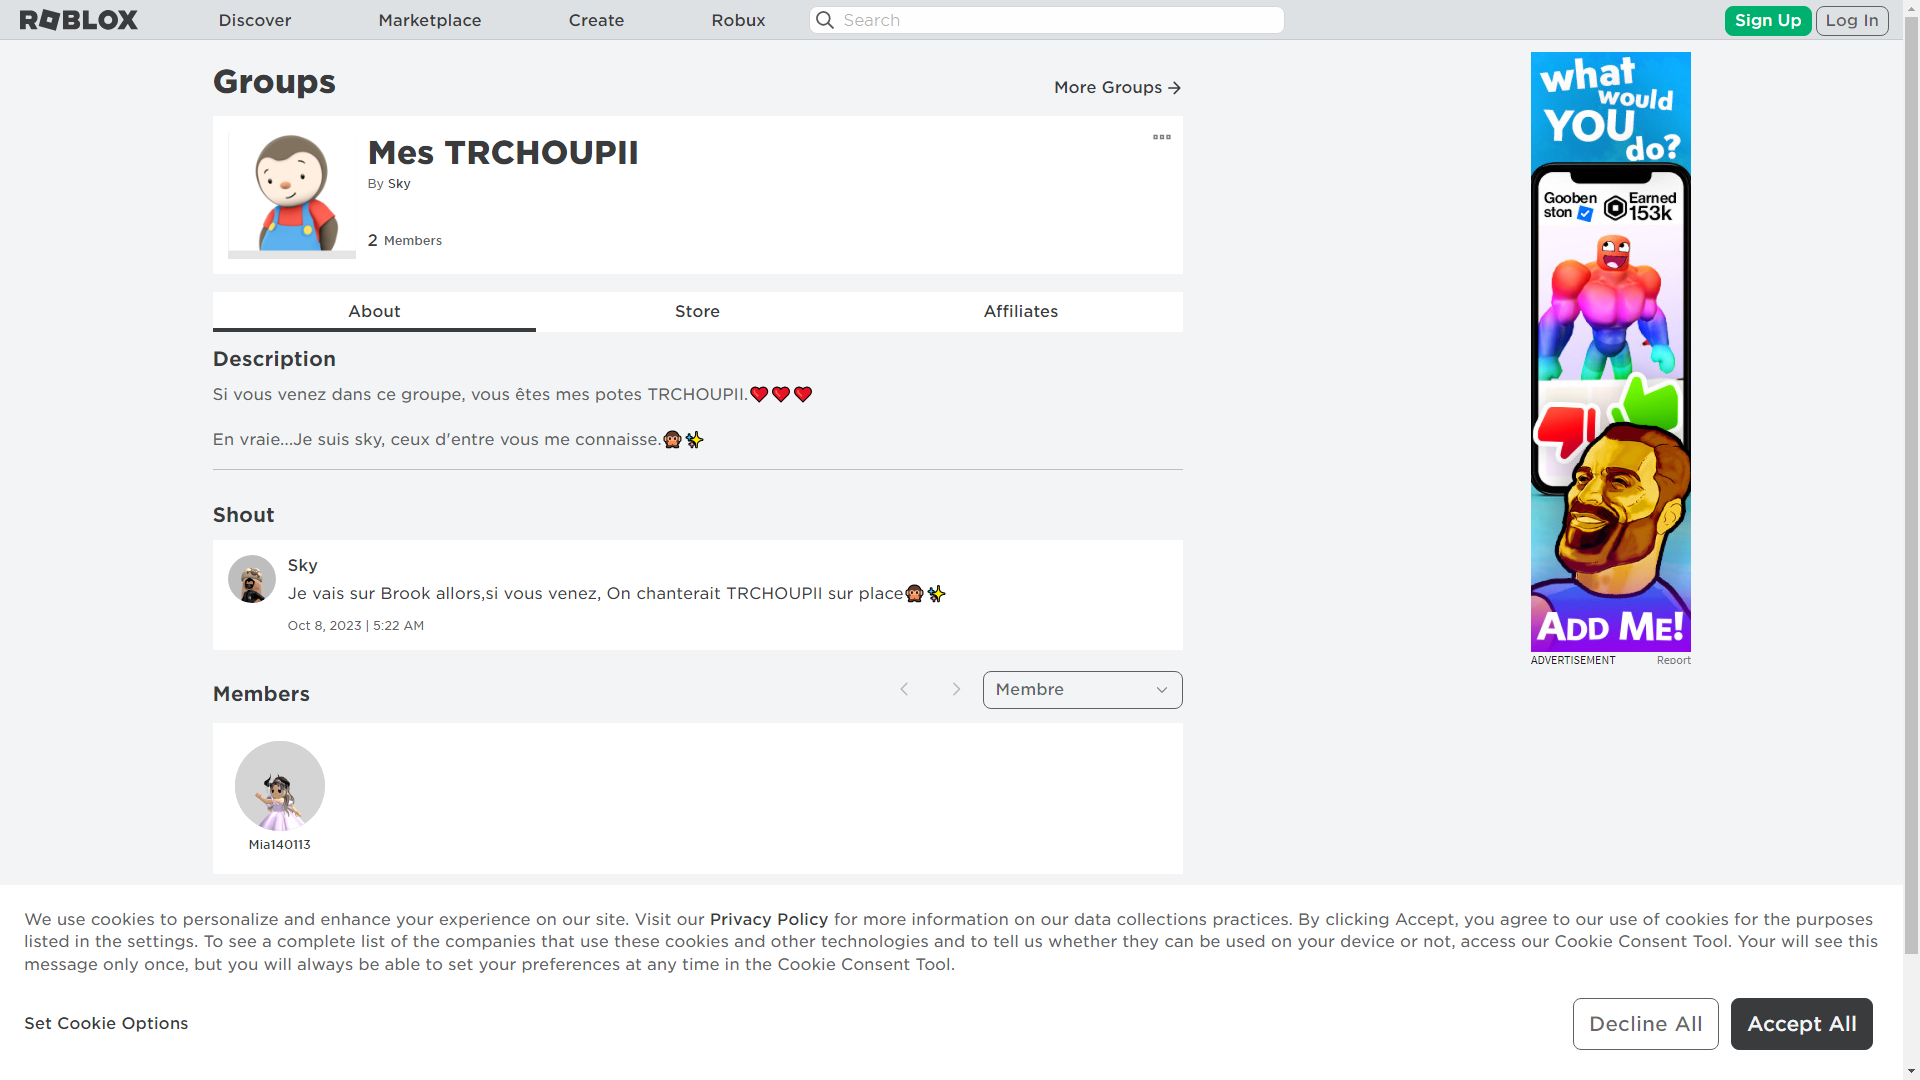 ROBLOX Discover Marketplace Create Robux Search Sign Up Log In
Groups
More Groups
Mes TRCHOUPII
By Sky
2 Members
About Store Affiliates
Description
Si vous venez dans ce groupe, vous êtes mes potes TRCHOUPII.❤️❤️❤️
En vraie...Je suis sky, ceux d'entre vous me connaisse.🙊✨
Shout
Sky
Je vais sur Brook allors,si vous venez, On chanterait TRCHOUPII sur place🙊✨
Oct 8, 2023 | 5:22 AM
Members
Membre
Mia140113
what
would
YOU
do?
Gooben
ston
Earned
153k
ADD ME!
ADVERTISEMENT Report
We use cookies to personalize and enhance your experience on our site. Visit our Privacy Policy for more information on our data collections practices. By clicking Accept, you agree to our use of cookies for the purposes
listed in the settings. To see a complete list of the companies that use these cookies and other technologies and to tell us whether they can be used on your device or not, access our Cookie Consent Tool. Your will see this
message only once, but you will always be able to set your preferences at any time in the Cookie Consent Tool.
Set Cookie Options
Decline All
Accept All